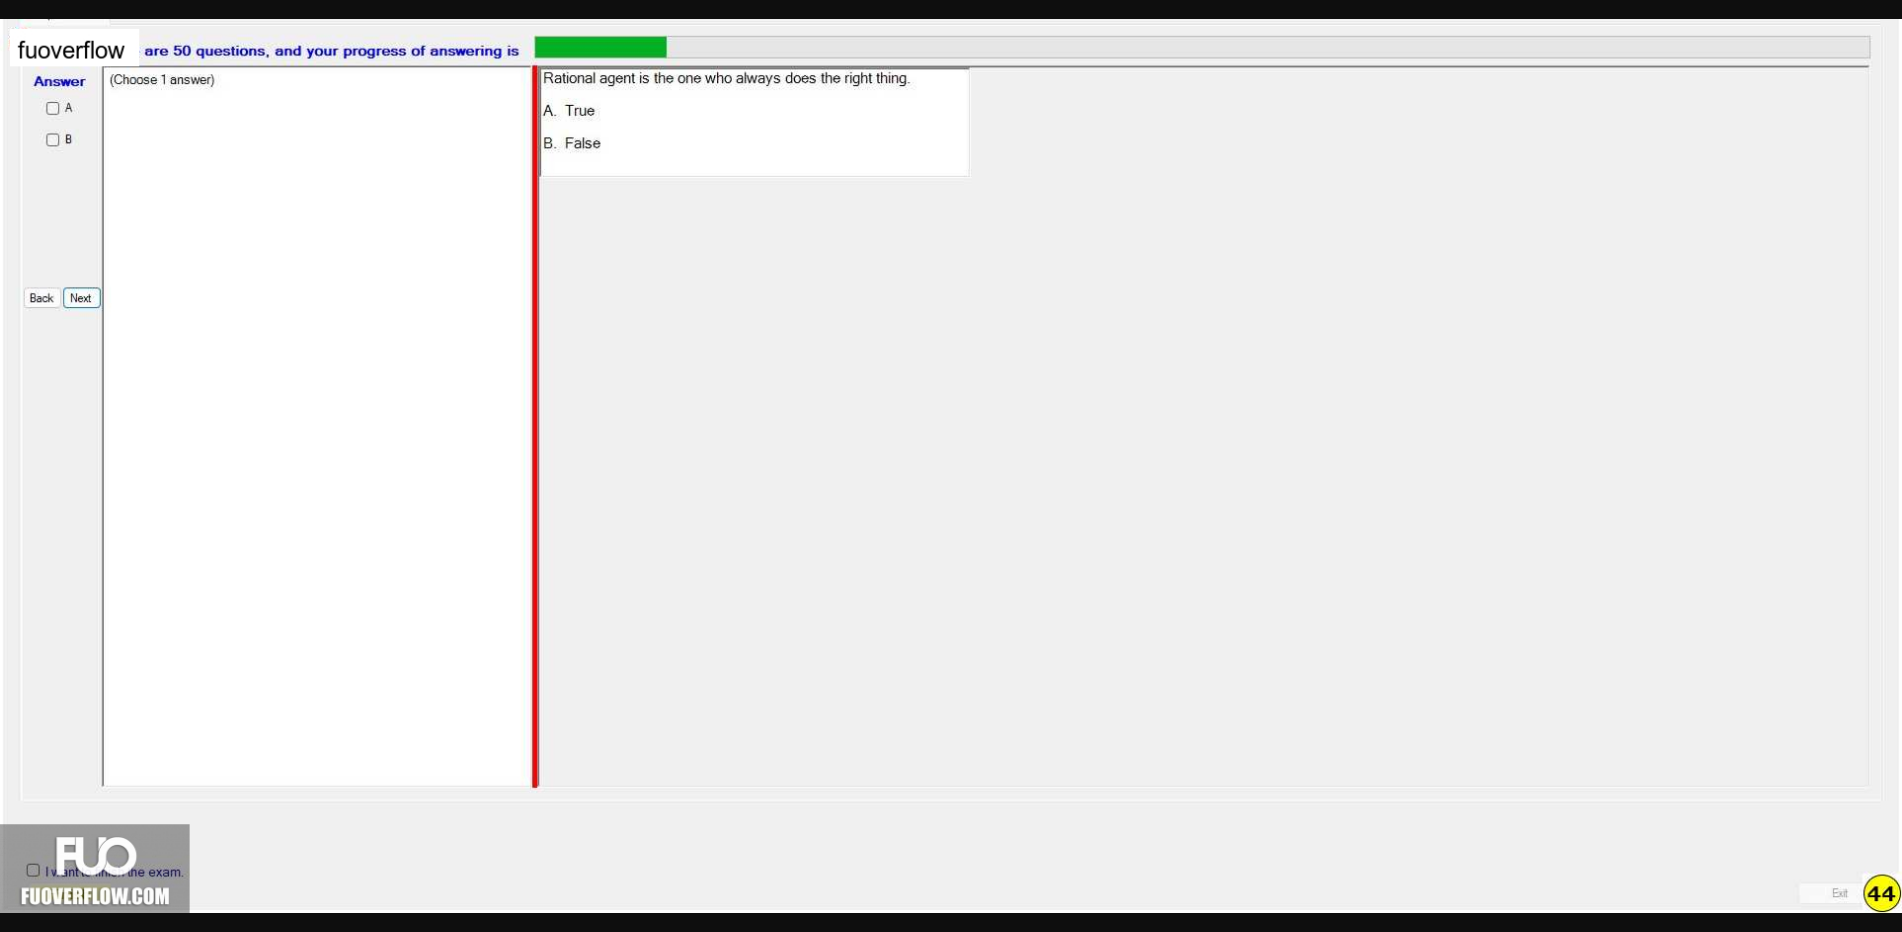 fuoverflow are 50 questions, and your progress of answering is
Answer
(Choose 1 answer)
A
B
Back Next
Rational agent is the one who always does the right thing.
A. True
B. False
FUO
the exam.
FUOVERFLOW.COM
Exit
44